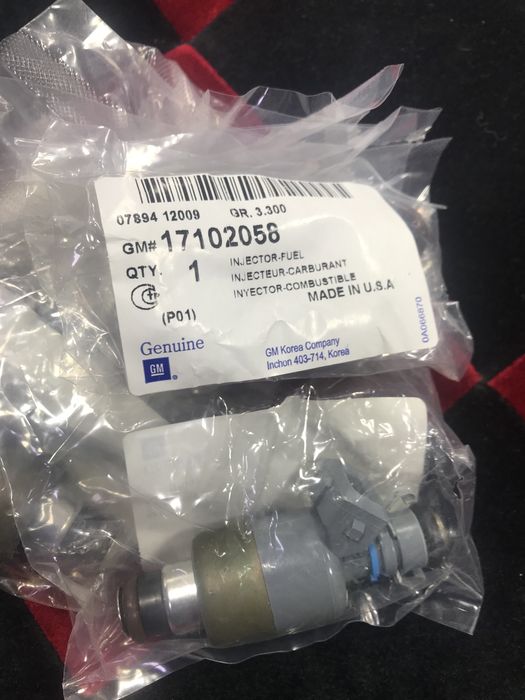 07894 12009 GR. 3.300
GM# 17102058
QTY. 1
INJECTOR-FUEL
INJECTEUR-CARBURANT
INYECTOR-COMBUSTIBLE
MADE IN U.S.A
(P01)
Genuine
GM
GM Korea Company
Inchon 403-714, Korea
0A066870